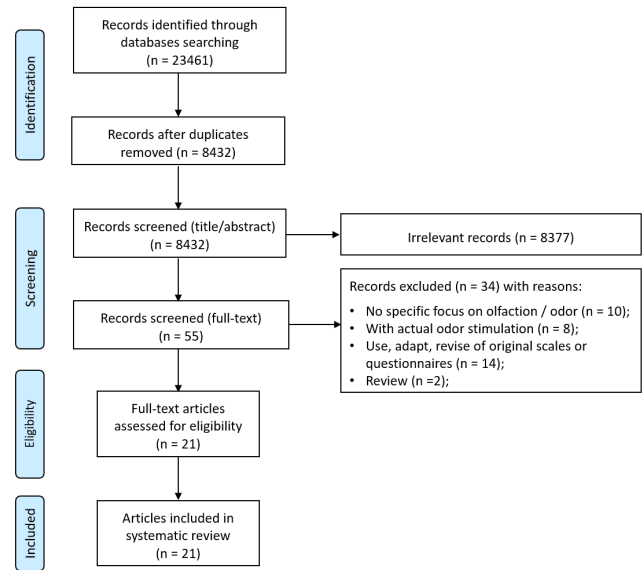 Identification
Records identified through
databases searching
(n = 23461)
Records after duplicates
removed (n = 8432)
Screening
Records screened (title/abstract)
(n = 8432)
Irrelevant records (n = 8377)
Records screened (full-text)
(n = 55)
Records excluded (n = 34) with reasons:
• No specific focus on olfaction / odor (n = 10);
• With actual odor stimulation (n = 8);
• Use, adapt, revise of original scales or
questionnaires (n = 14);
• Review (n =2);
Eligibility
Full-text articles
assessed for eligibility
(n = 21)
Included
Articles included in
systematic review
(n = 21)